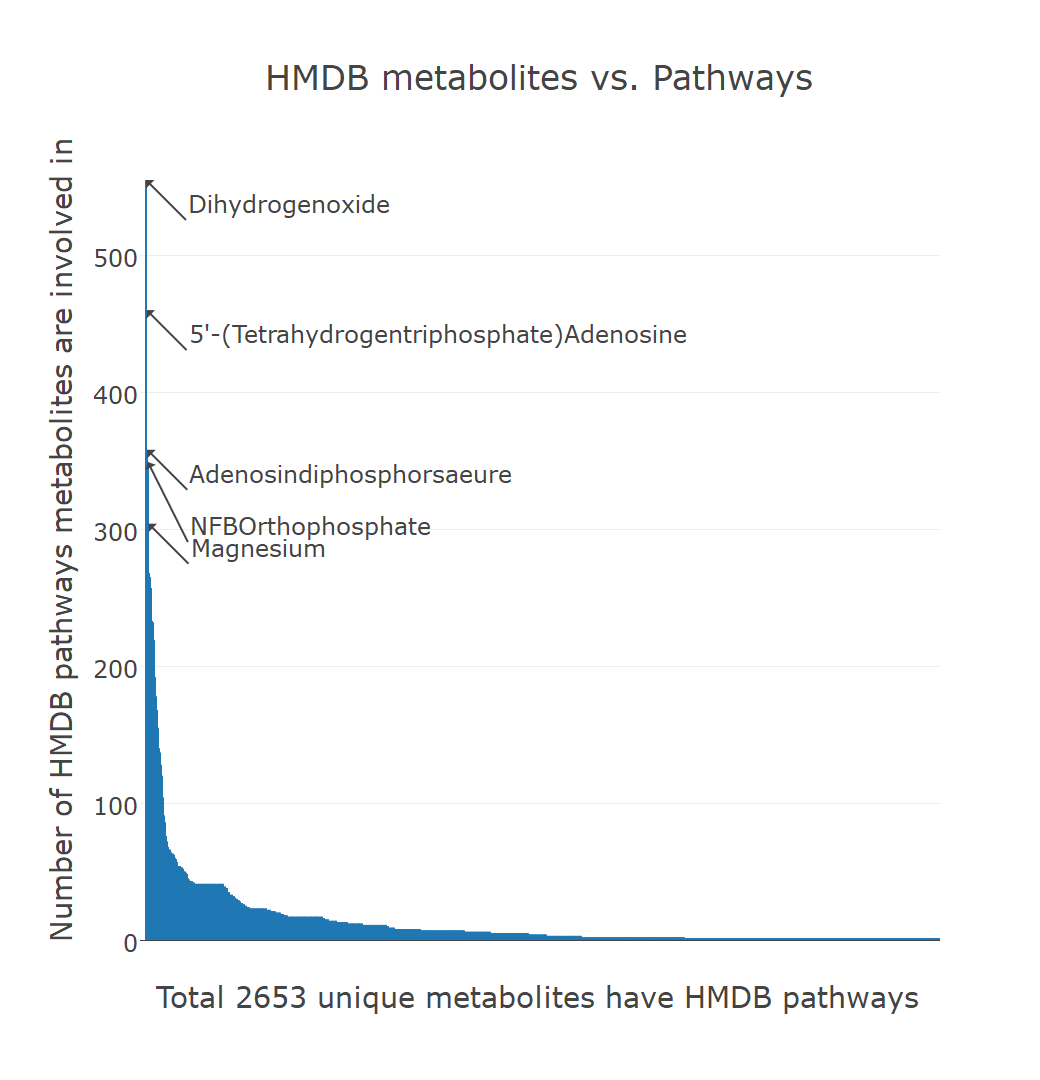 HMDB metabolites vs. Pathways
Number of HMDB pathways metabolites are involved in
Dihydrogenoxide
500
5'-(Tetrahydrogentriphosphate)Adenosine
400
Adenosindiphosphorsaeure
NFBOrthophosphate
300
Magnesium
200
100
0
Total 2653 unique metabolites have HMDB pathways